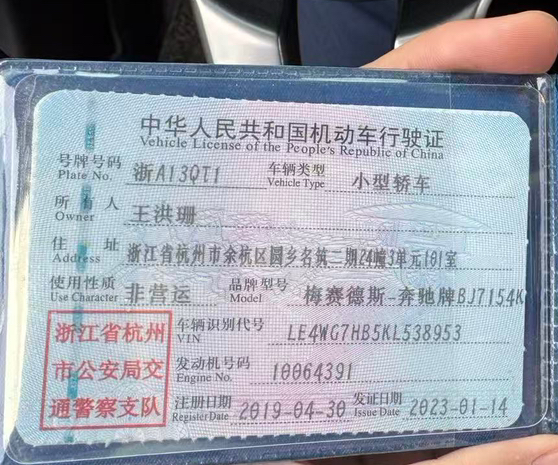 中华人民共和国机动车行驶证
Vehicle License of the People's Republic of China
号牌号码 浙A13QT1 车辆类型 小型轿车
Plate No. Vehicle Type
所有人 王洪珊
Owner
住址 浙江省杭州市余杭区圆乡名筑二期24幢3单元101室
Address
使用性质 非营运 品牌型号 梅赛德斯-奔驰牌BJ7154K
Use Character Model
浙江省杭州
市公安局交
通警察支队
车辆识别代号 LE4WG7HB5KL538953
VIN
发动机号码 10064391
Engine No.
注册日期 2019-04-30 发证日期 2023-01-14
Register Date Issue Date